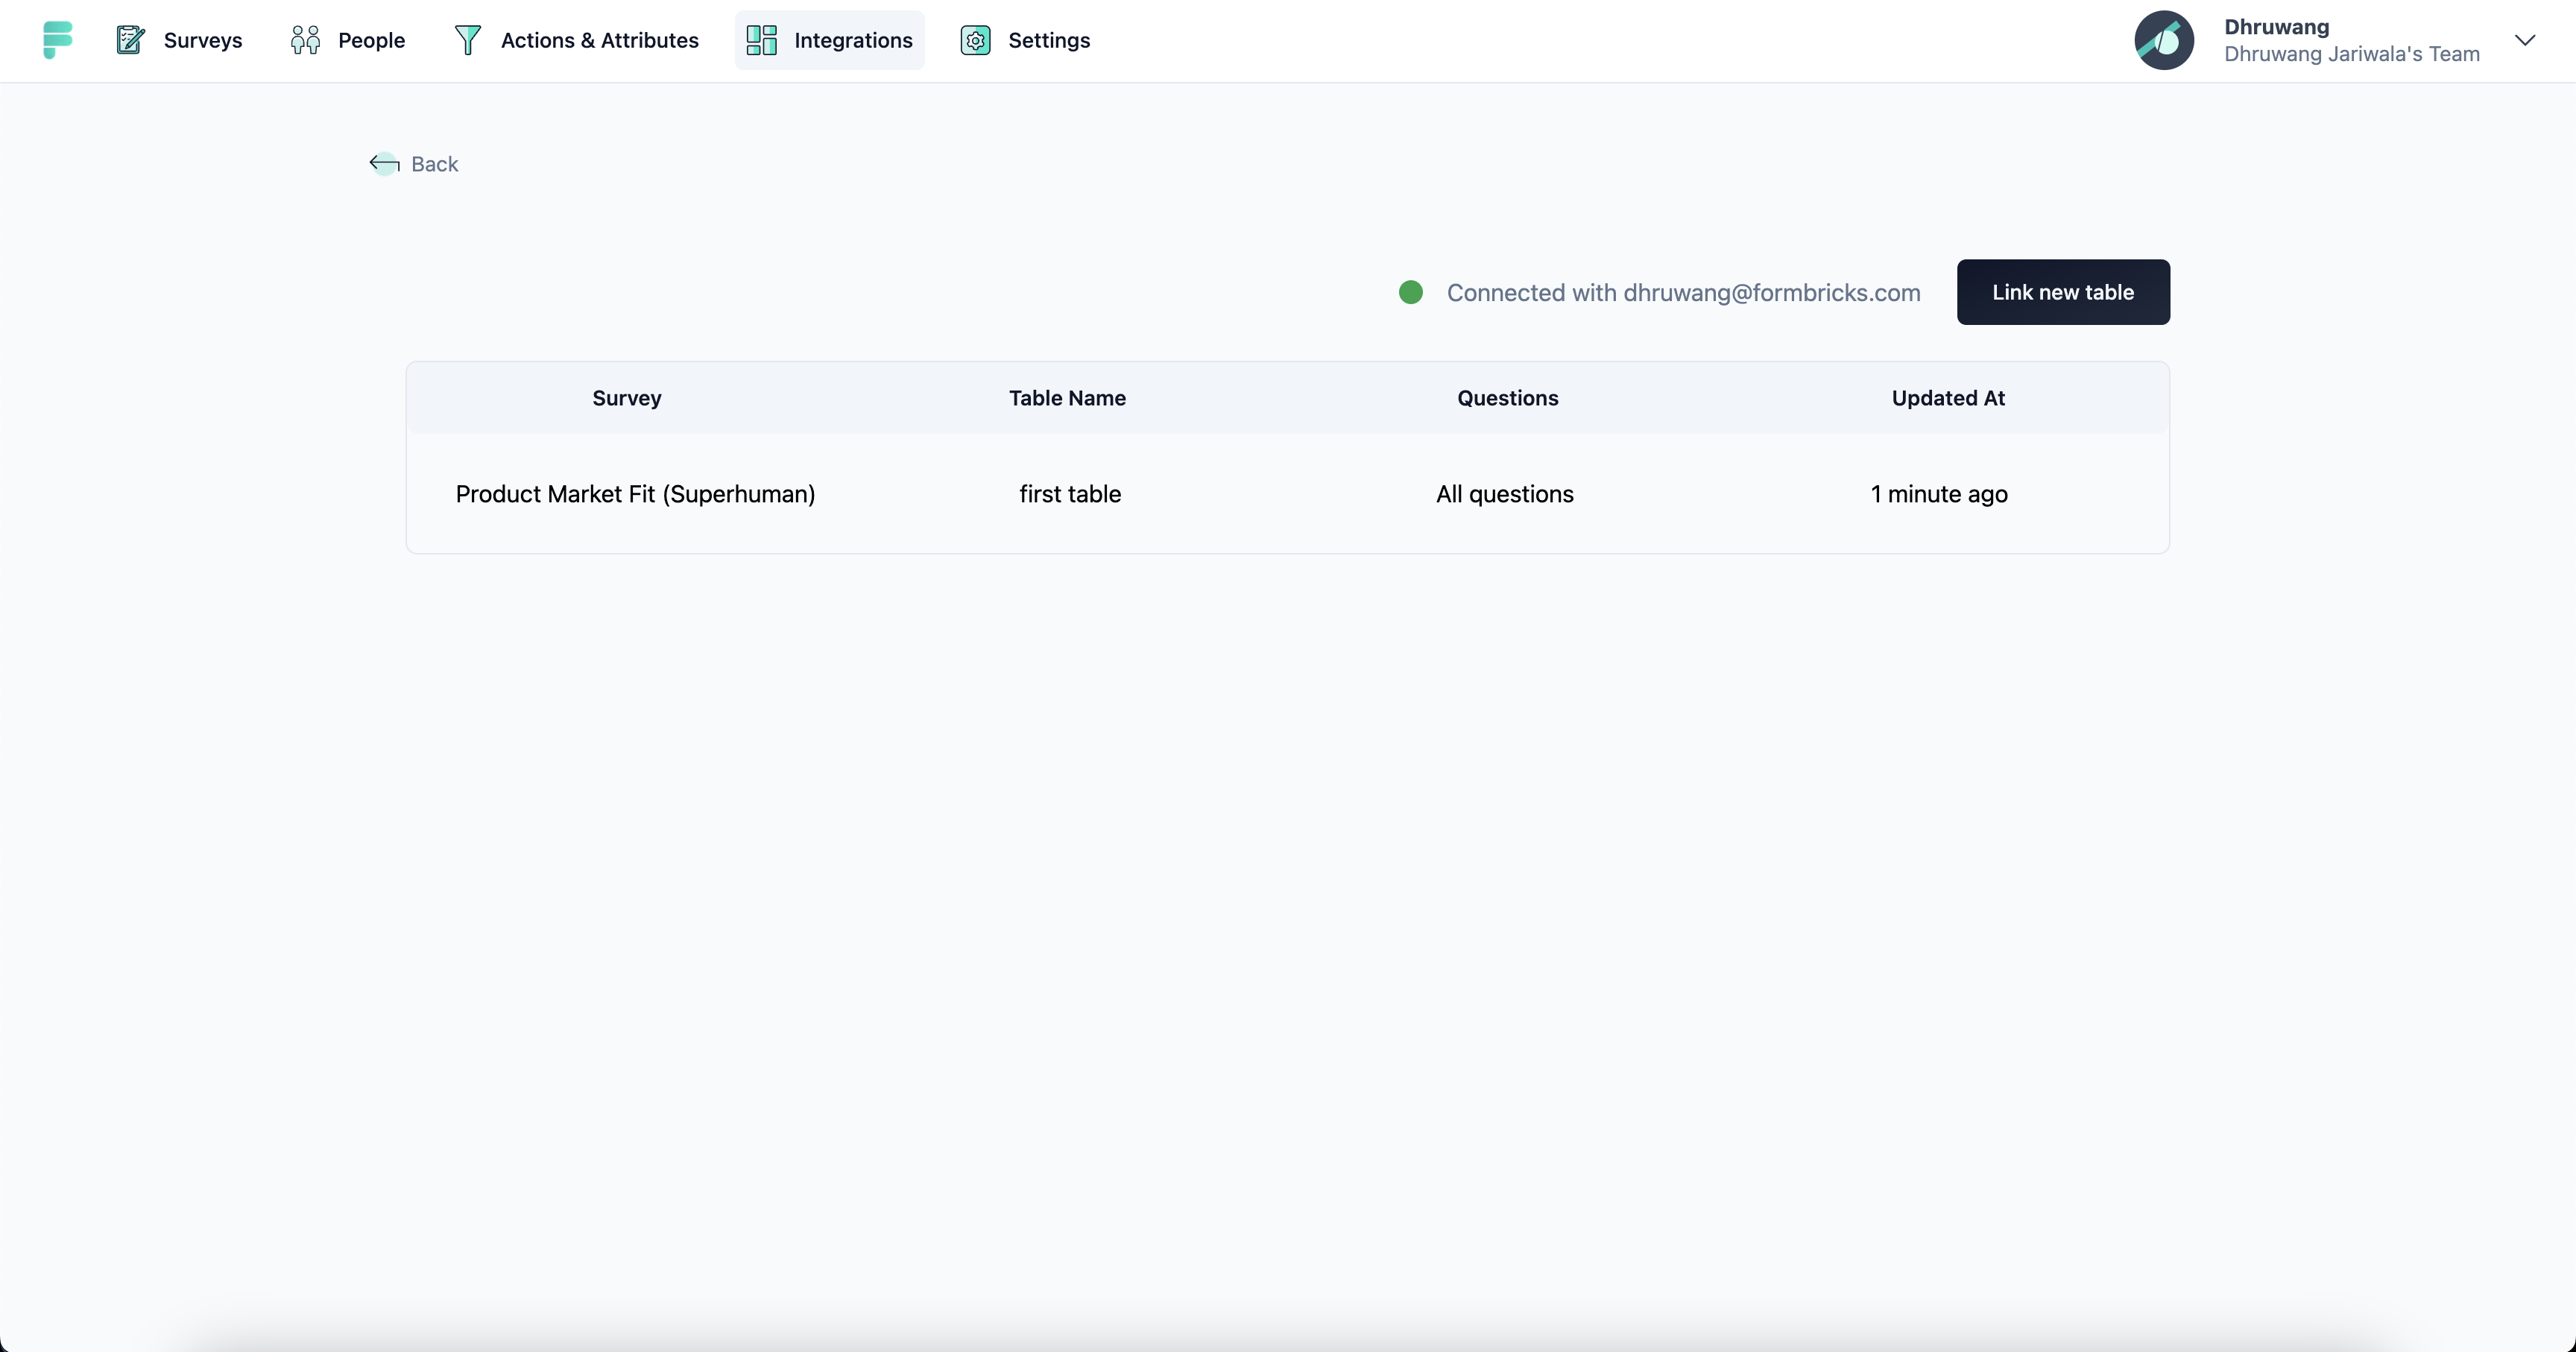 Surveys
People
Actions & Attributes
Integrations
Settings
Dhruwang
Dhruwang Jariwala's Team
Back
Connected with dhruwang@formbricks.com
Link new table
Survey Table Name Questions Updated At
Product Market Fit (Superhuman) first table All questions 1 minute ago